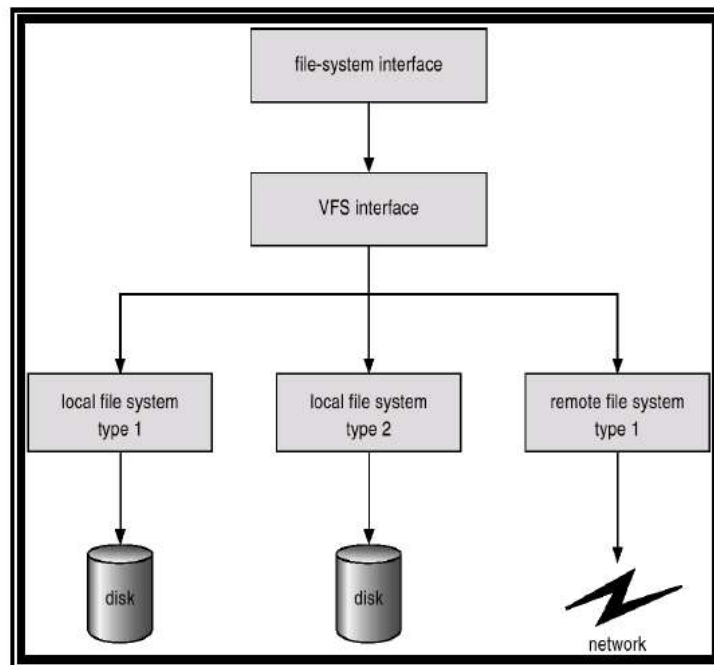 file-system interface
VFS interface
local file system
type 1
local file system
type 2
remote file system
type 1
disk
disk
network